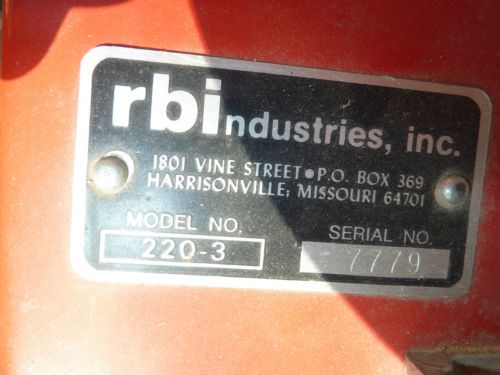 rbindustries, inc.
1801 VINE STREET • P.O. BOX 369
HARRISONVILLE, MISSOURI 64701
MODEL NO. SERIAL NO.
220-3 7779